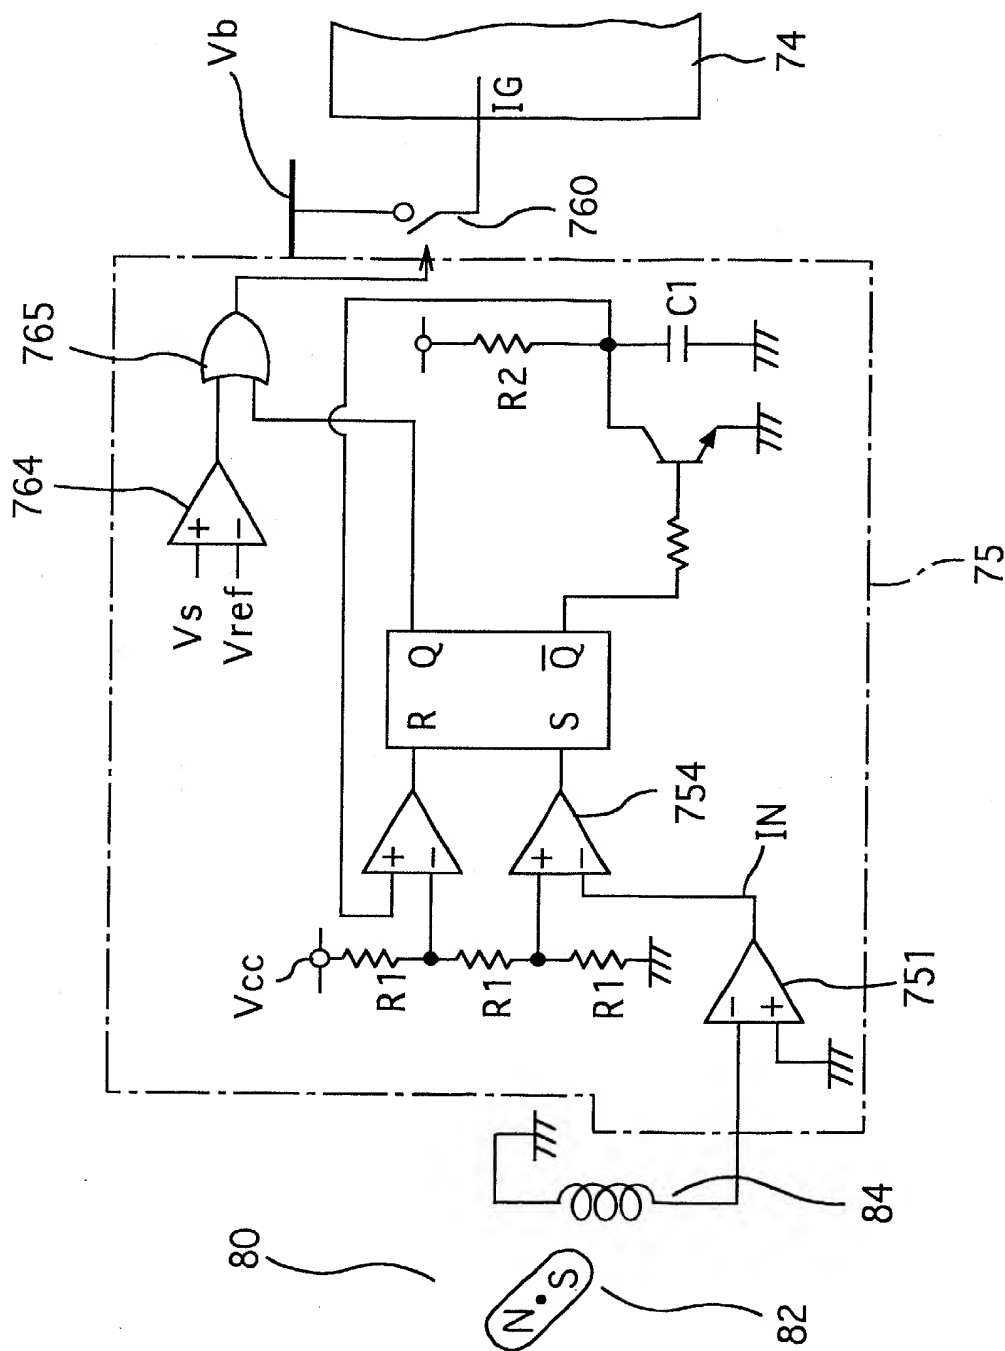 Vb
74
IG
760
765
C1
R2
764
+
−
Vs
Vref
75
Q
Q̅
R
S
754
+
−
+
−
IN
Vcc
R1
R1
R1
751
−
+
84
80
N
S
82